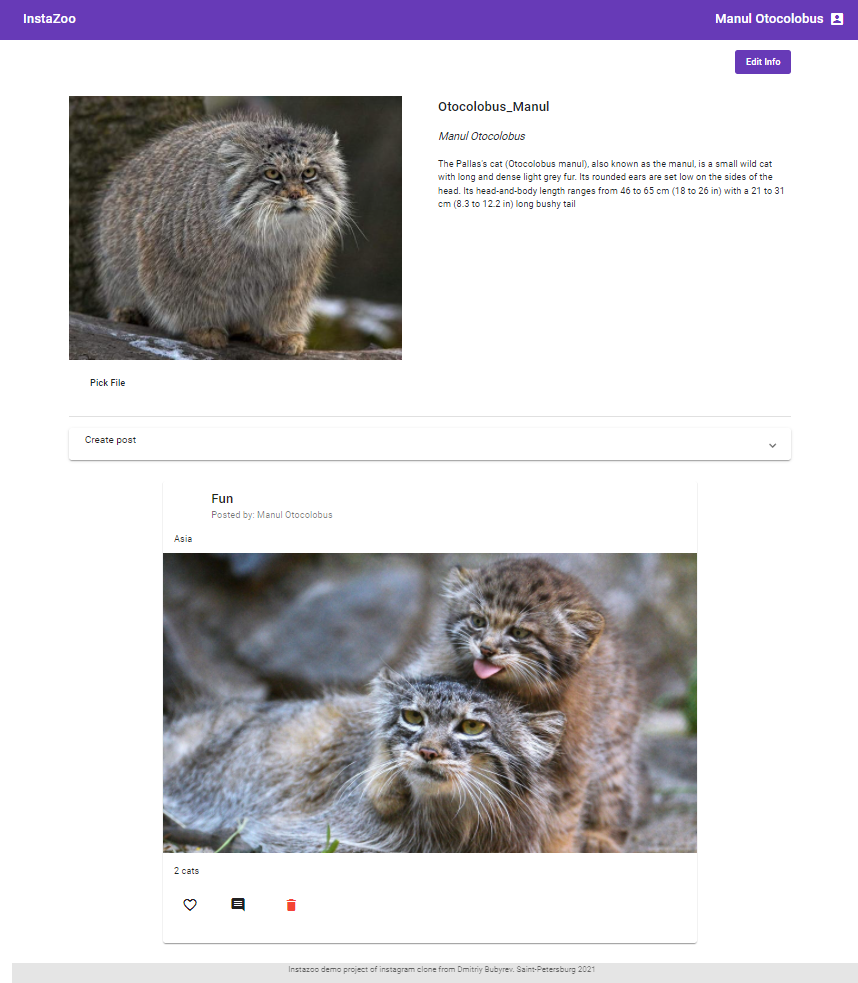 InstaZoo
Manul Otocolobus
Edit Info
Otocolobus_Manul
Manul Otocolobus
The Pallas's cat (Otocolobus manul), also known as the manul, is a small wild cat
with long and dense light grey fur. Its rounded ears are set low on the sides of the
head. Its head-and-body length ranges from 46 to 65 cm (18 to 26 in) with a 21 to 31
cm (8.3 to 12.2 in) long bushy tail
Pick File
Create post
Fun
Posted by: Manul Otocolobus
Asia
2 cats
Instazoo demo project of instagram clone from Dmitriy Bubyrev. Saint-Petersburg 2021